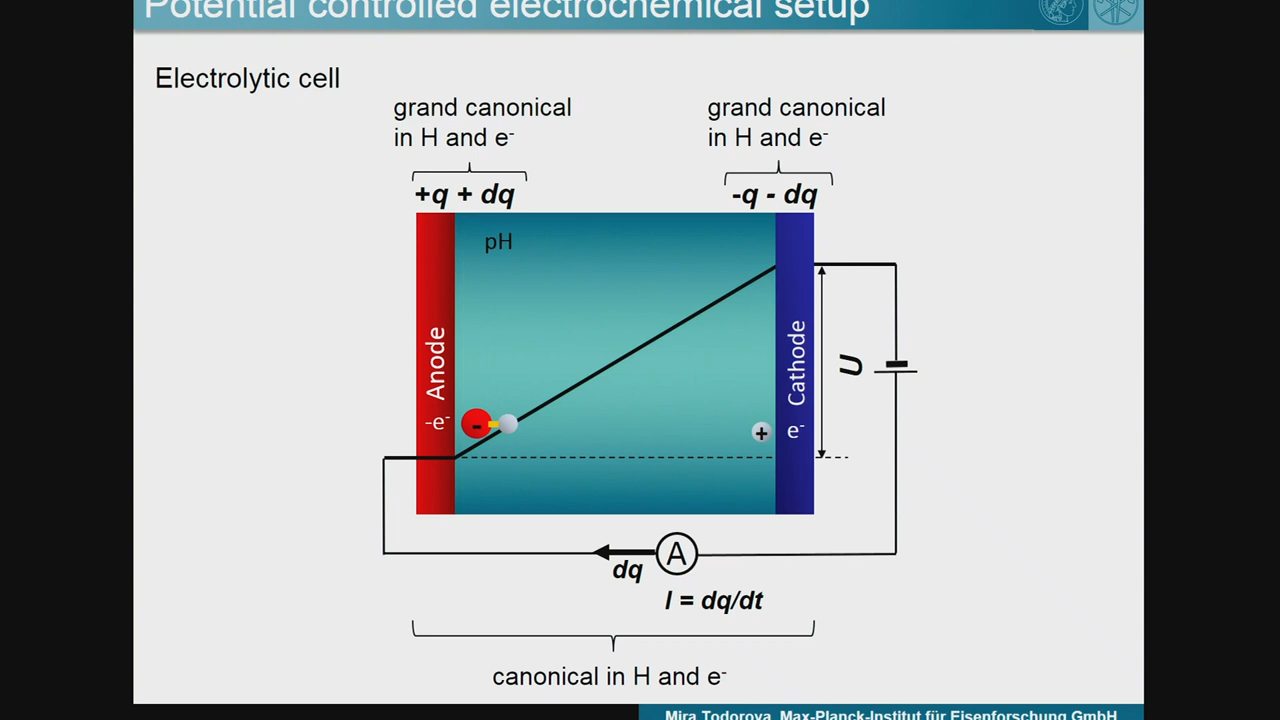 Potential controlled electrochemical setup
Electrolytic cell
grand canonical
in H and e⁻
grand canonical
in H and e⁻
+q + dq
-q - dq
pH
Anode
Cathode
U
-
+
-e⁻
e⁻
A
dq
I = dq/dt
canonical in H and e⁻
Mira Todorova, Max-Planck-Institut für Eisenforschung GmbH